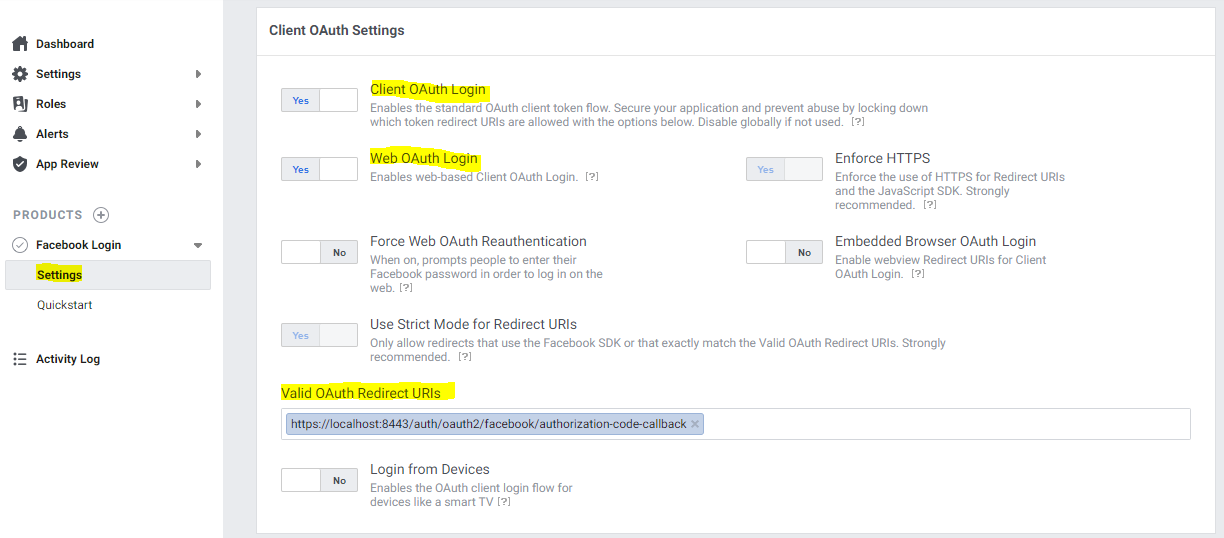 Dashboard
Settings
Roles
Alerts
App Review
PRODUCTS
Facebook Login
Settings
Quickstart
Activity Log
Client OAuth Settings
Yes
Client OAuth Login
Enables the standard OAuth client token flow. Secure your application and prevent abuse by locking down
which token redirect URIs are allowed with the options below. Disable globally if not used. [?]
Yes
Web OAuth Login
Enables web-based Client OAuth Login. [?]
Yes
Enforce HTTPS
Enforce the use of HTTPS for Redirect URIs
and the JavaScript SDK. Strongly
recommended. [?]
No
Force Web OAuth Reauthentication
When on, prompts people to enter their
Facebook password in order to log in on the
web. [?]
No
Embedded Browser OAuth Login
Enable webview Redirect URIs for Client
OAuth Login. [?]
Yes
Use Strict Mode for Redirect URIs
Only allow redirects that use the Facebook SDK or that exactly match the Valid OAuth Redirect URIs. Strongly
recommended. [?]
Valid OAuth Redirect URIs
https://localhost:8443/auth/oauth2/facebook/authorization-code-callback ×
No
Login from Devices
Enables the OAuth client login flow for
devices like a smart TV [?]